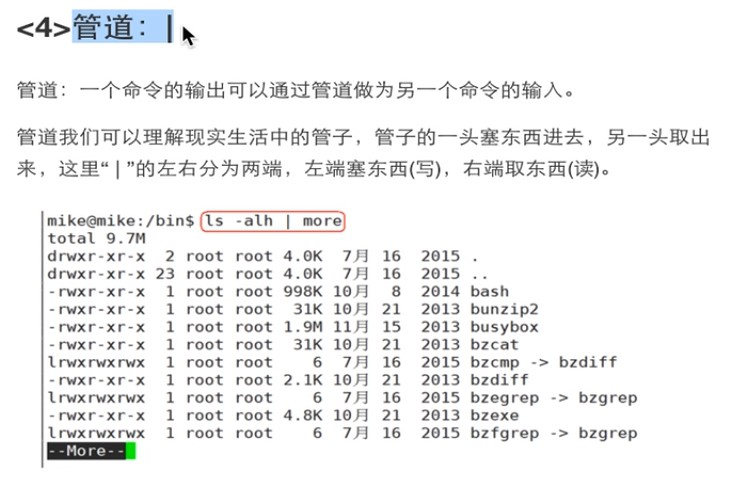 <4>管道：|
管道：一个命令的输出可以通过管道做为另一个命令的输入。
管道我们可以理解现实生活中的管子，管子的一头塞东西进去，另一头取出
来，这里“ | ”的左右分为两端，左端塞东西(写)，右端取东西(读)。
mike@mike:/bin$ ls -alh | more
total 9.7M
drwxr-xr-x  2 root root 4.0K  7月 16  2015 .
drwxr-xr-x 23 root root 4.0K  7月 16  2015 ..
-rwxr-xr-x  1 root root 998K 10月  8  2014 bash
-rwxr-xr-x  1 root root  31K 10月 21  2013 bunzip2
-rwxr-xr-x  1 root root 1.9M 11月 15  2013 busybox
-rwxr-xr-x  1 root root  31K 10月 21  2013 bzcat
lrwxrwxrwx  1 root root    6  7月 16  2015 bzcmp -> bzdiff
-rwxr-xr-x  1 root root 2.1K 10月 21  2013 bzdiff
lrwxrwxrwx  1 root root    6  7月 16  2015 bzegrep -> bzgrep
-rwxr-xr-x  1 root root 4.8K 10月 21  2013 bzexe
lrwxrwxrwx  1 root root    6  7月 16  2015 bzfgrep -> bzgrep
--More--